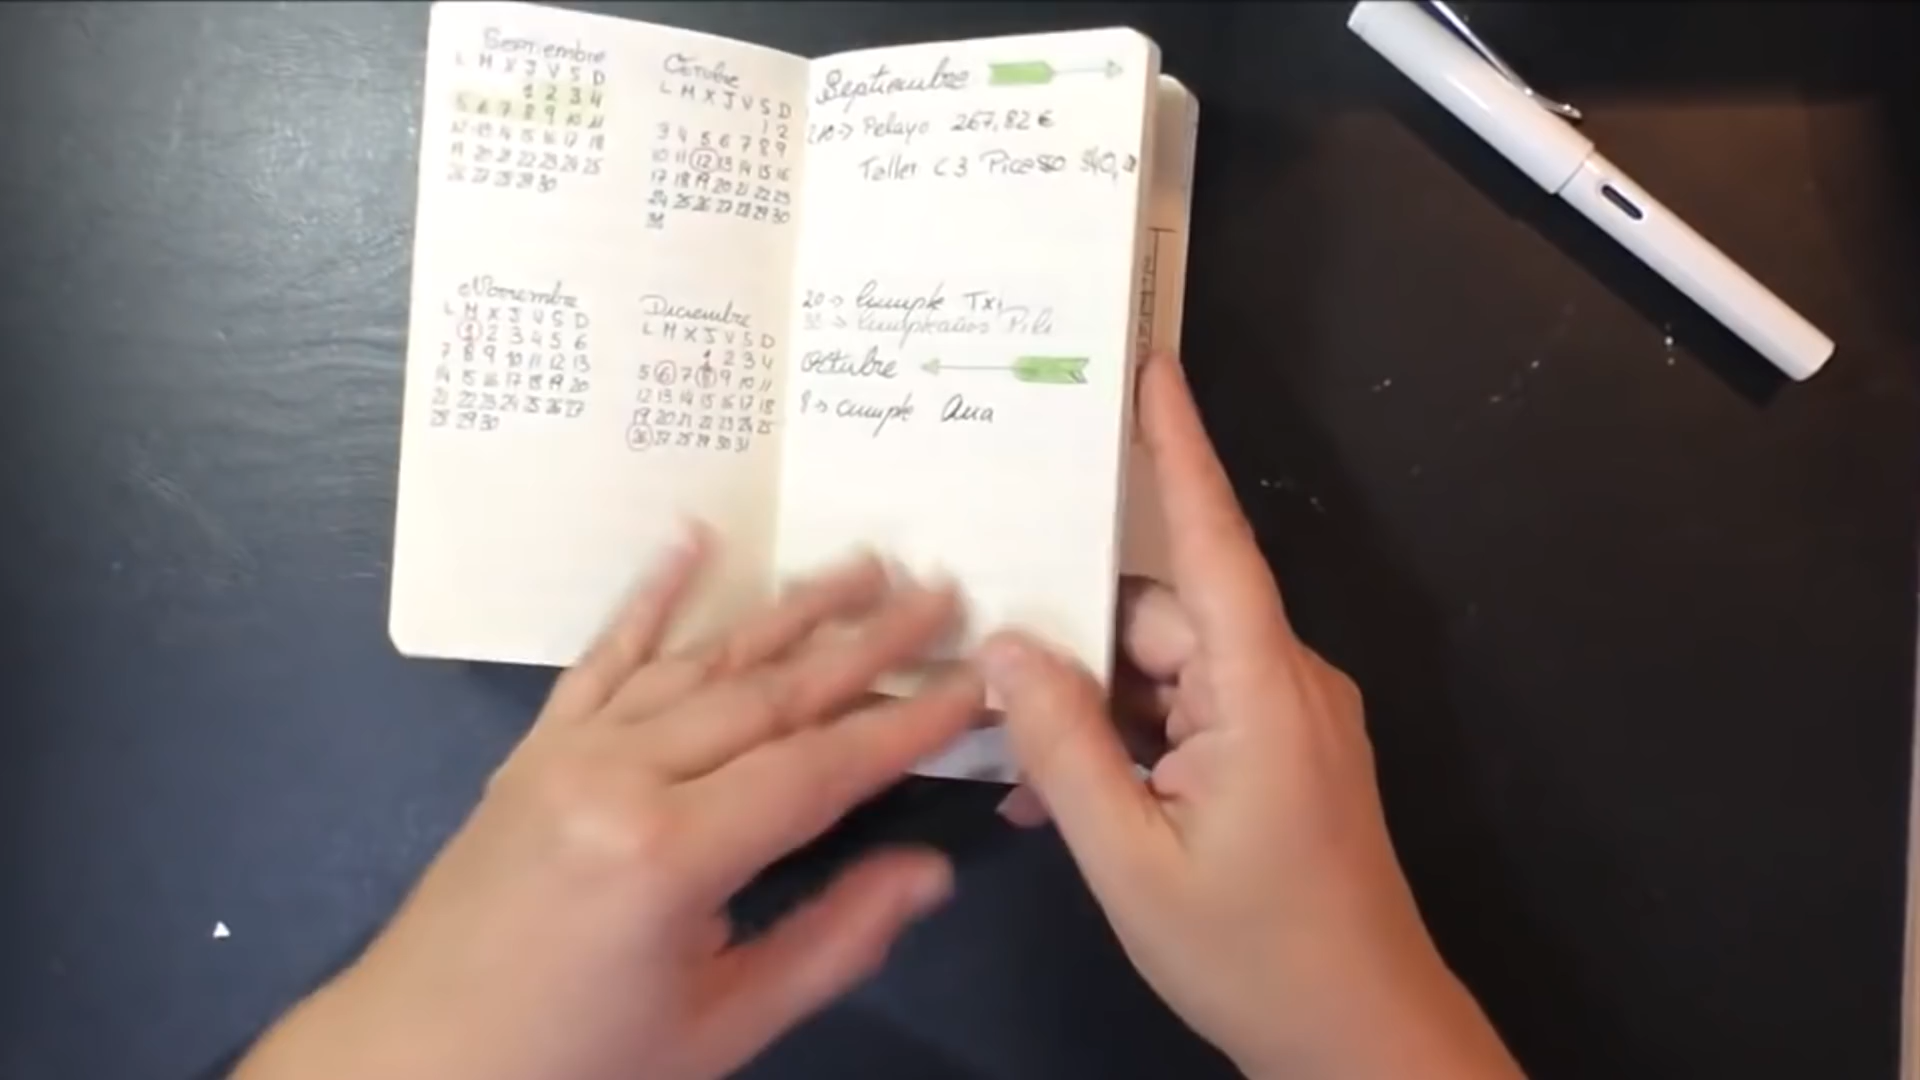 Septiembre
L M X J V S D
1 2 3 4
5 6 7 8 9 10 11
12 13 14 15 16 17 18
19 20 21 22 23 24 25
26 27 28 29 30
Octubre
L M X J V S D
1 2
3 4 5 6 7 8 9
10 11 12 13 14 15 16
17 18 19 20 21 22 23
24 25 26 27 28 29 30
31
Noviembre
L M X J V S D
1 2 3 4 5 6
7 8 9 10 11 12 13
14 15 16 17 18 19 20
21 22 23 24 25 26 27
28 29 30
Diciembre
L M X J V S D
1 2 3 4
5 6 7 8 9 10 11
12 13 14 15 16 17 18
19 20 21 22 23 24 25
26 27 28 29 30 31
Septiembre
Pelayo 267,82 €
Taller C3 Picasso
20 -> Cumple Txi
Cumpleaños Pili
Octubre
cumple Ana